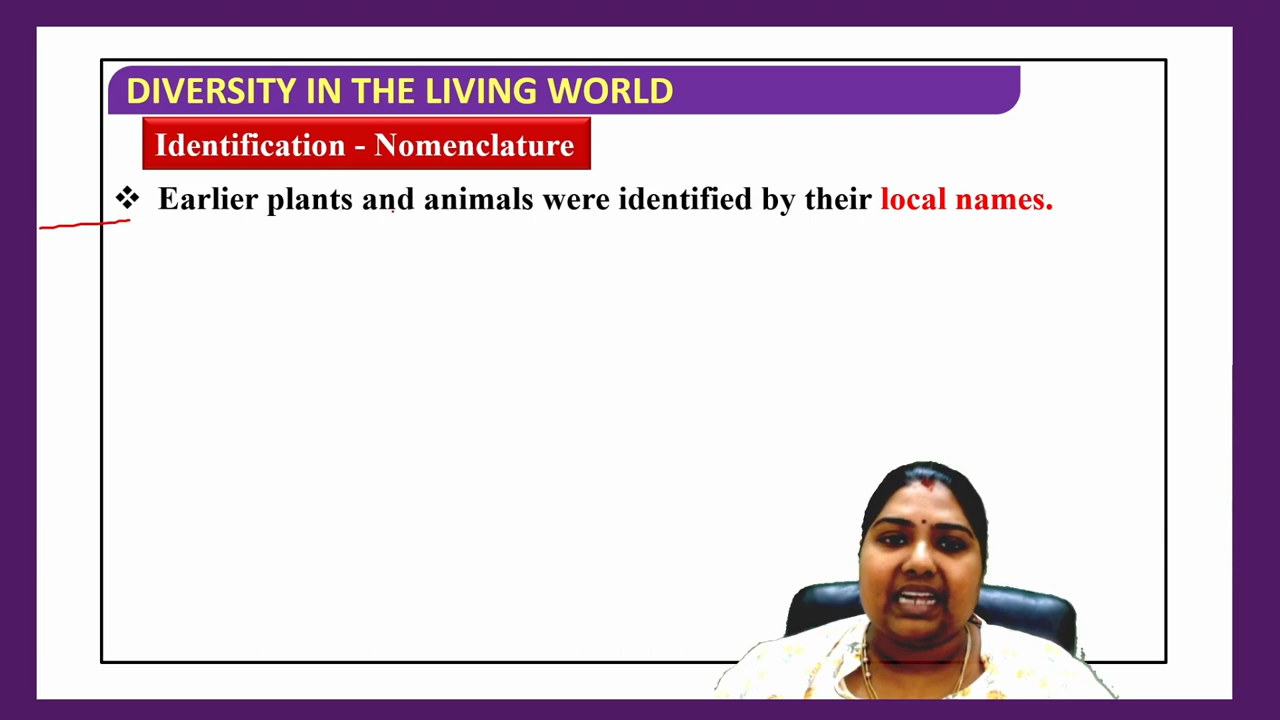 DIVERSITY IN THE LIVING WORLD
Identification - Nomenclature
❖ Earlier plants and animals were identified by their local names.